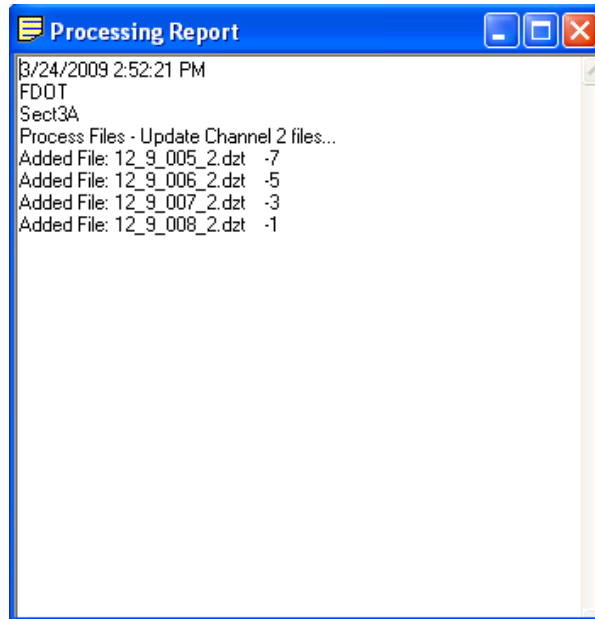 Processing Report
3/24/2009 2:52:21 PM
FDOT
Sect3A
Process Files - Update Channel 2 files...
Added File: 12_9_005_2.dzt -7
Added File: 12_9_006_2.dzt -5
Added File: 12_9_007_2.dzt -3
Added File: 12_9_008_2.dzt -1